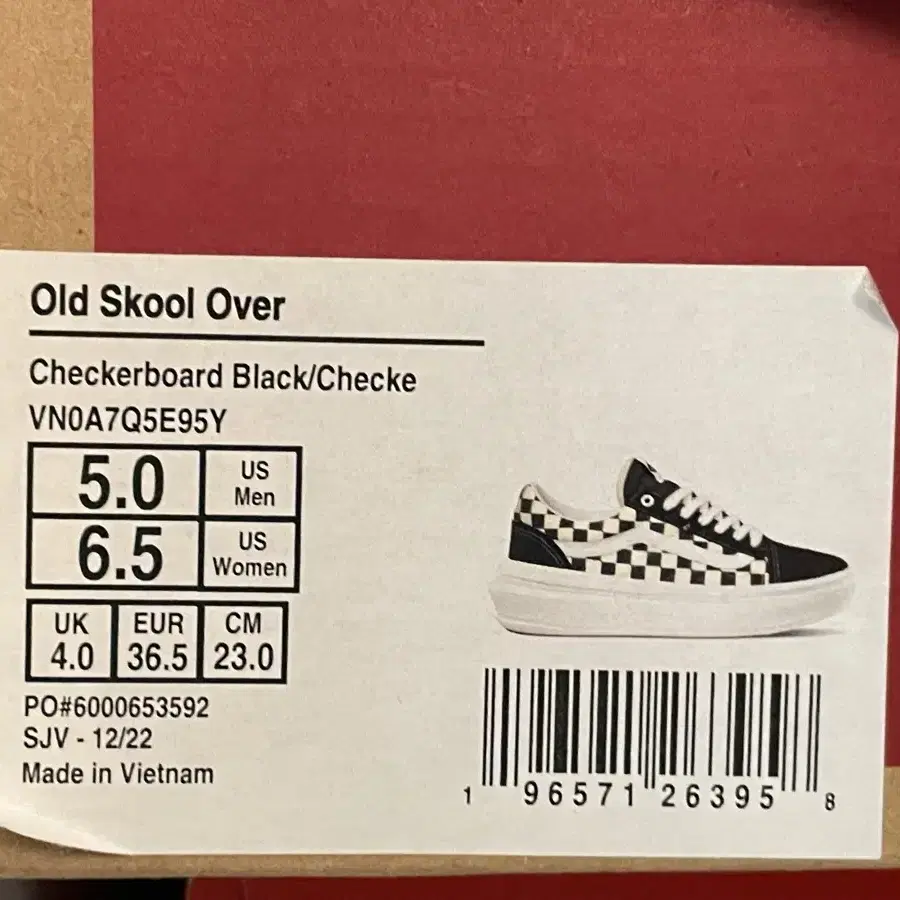 Old Skool Over
Checkerboard Black/Checke
VN0A7Q5E95Y
5.0 US Men
6.5 US Women
UK EUR CM
4.0 36.5 23.0
PO#6000653592
SJV - 12/22
Made in Vietnam
1 96571 26395 8